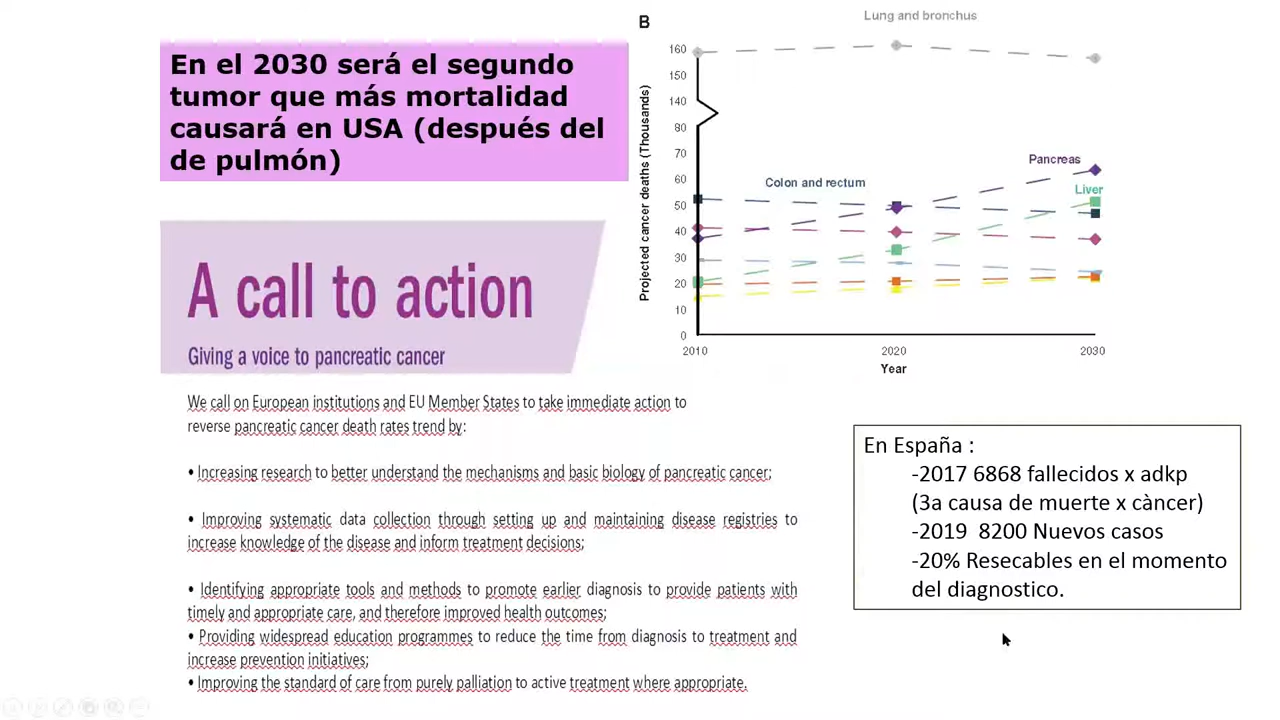 En el 2030 será el segundo
tumor que más mortalidad
causará en USA (después del
de pulmón)
B
Lung and bronchus
Projected cancer deaths (Thousands)
160
150
140
80
70
60
50
40
30
20
10
0
Colon and rectum
Pancreas
Liver
2010
2020
2030
Year
A call to action
Giving a voice to pancreatic cancer
We call on European institutions and EU Member States to take immediate action to
reverse pancreatic cancer death rates trend by:
• Increasing research to better understand the mechanisms and basic biology of pancreatic cancer;
• Improving systematic data collection through setting up and maintaining disease registries to
increase knowledge of the disease and inform treatment decisions;
• Identifying appropriate tools and methods to promote earlier diagnosis to provide patients with
timely and appropriate care, and therefore improved health outcomes;
• Providing widespread education programmes to reduce the time from diagnosis to treatment and
increase prevention initiatives;
• Improving the standard of care from purely palliation to active treatment where appropriate.
En España :
-2017 6868 fallecidos x adkp
(3a causa de muerte x càncer)
-2019 8200 Nuevos casos
-20% Resecables en el momento
del diagnostico.